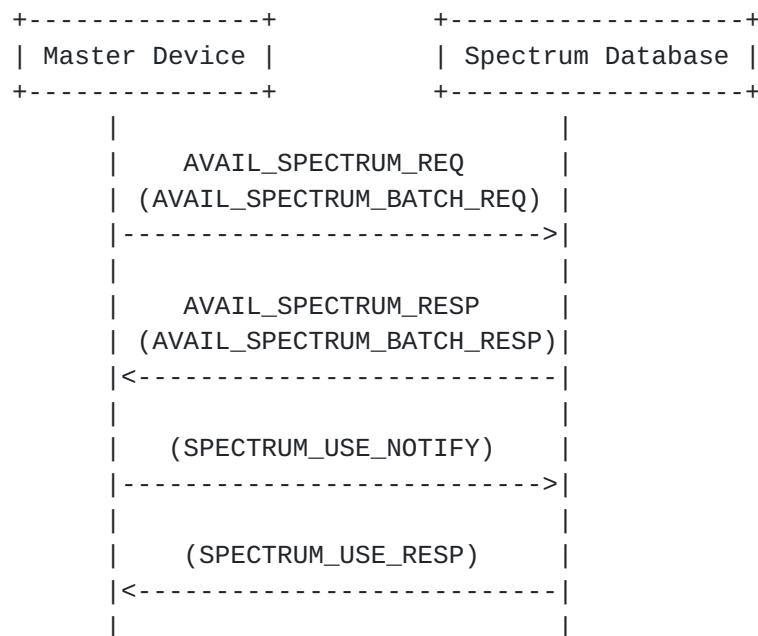 Master Device Spectrum Database
AVAIL_SPECTRUM_REQ
(AVAIL_SPECTRUM_BATCH_REQ)
AVAIL_SPECTRUM_RESP
(AVAIL_SPECTRUM_BATCH_RESP)
(SPECTRUM_USE_NOTIFY)
(SPECTRUM_USE_RESP)